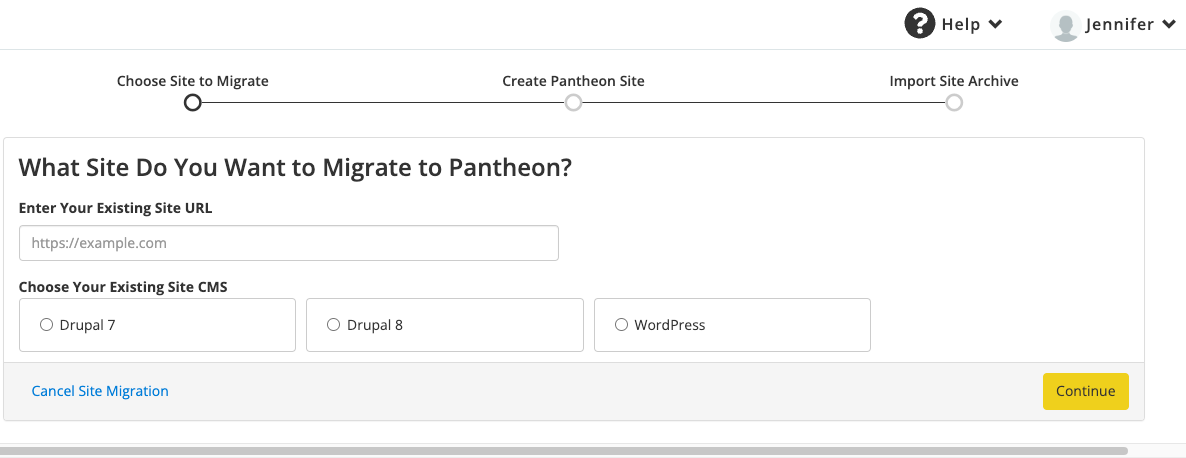 ? Help Jennifer
Choose Site to Migrate Create Pantheon Site Import Site Archive
What Site Do You Want to Migrate to Pantheon?
Enter Your Existing Site URL
https://example.com
Choose Your Existing Site CMS
Drupal 7 Drupal 8 WordPress
Cancel Site Migration Continue